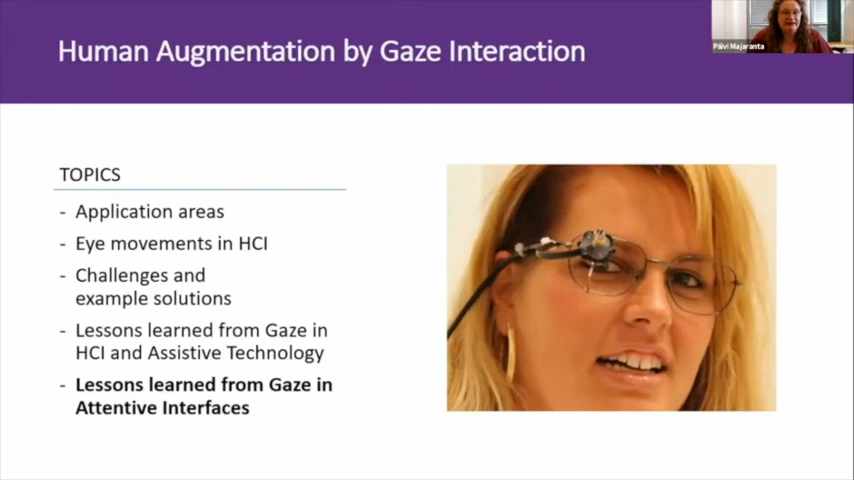 Human Augmentation by Gaze Interaction
Päivi Majaranta
TOPICS
- Application areas
- Eye movements in HCI
- Challenges and
example solutions
- Lessons learned from Gaze in
HCI and Assistive Technology
- Lessons learned from Gaze in
Attentive Interfaces